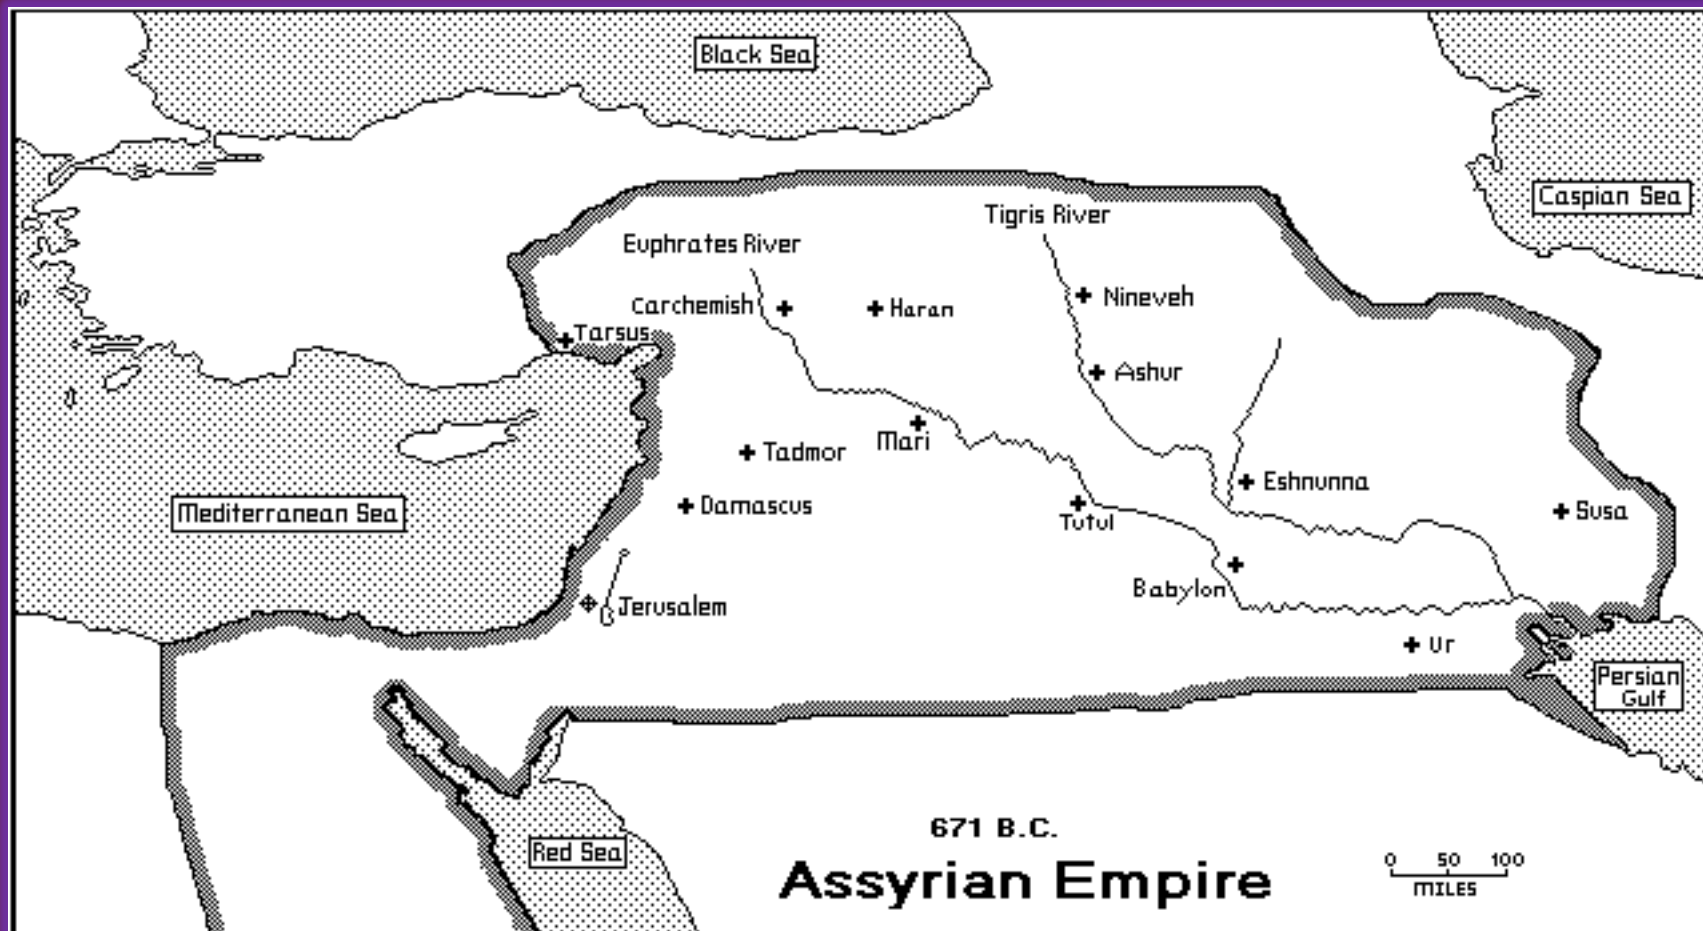 Black Sea
Caspian Sea
Tigris River
Euphrates River
Carchemish
Haran
Nineveh
Tarsus
Ashur
Mari
Tadmor
Eshnunna
Damascus
Mediterranean Sea
Tutul
Susa
Babylon
Jerusalem
Ur
Persian
Gulf
671 B.C.
Red Sea
Assyrian Empire
0 50 100
MILES